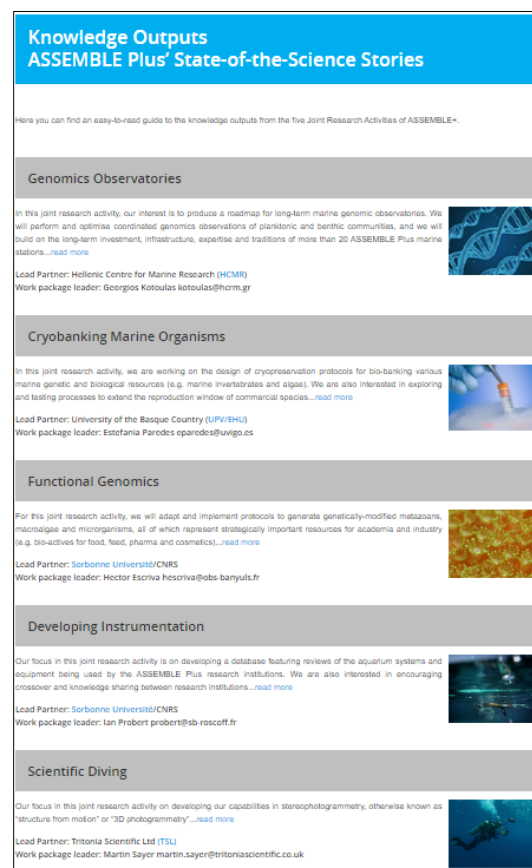 Knowledge Outputs
ASSEMBLE Plus’ State-of-the-Science Stories
Here you can find an easy-to-read guide to the knowledge outputs from the five Joint Research Activities of ASSEMBLE+.
Genomics Observatories
In this joint research activity, our interest is to produce a roadmap for long-term marine genomic observatories. We
will perform and optimise coordinated genomics observations of planktonic and benthic communities, and we will
build on the long-term investment, infrastructure, expertise and traditions of more than 20 ASSEMBLE Plus marine
stations...read more
Lead Partner: Hellenic Centre for Marine Research (HCMR)
Work package leader: Georgios Kotoulas kotoulas@hcrm.gr
Cryobanking Marine Organisms
In this joint research activity, we are working on the design of cryopreservation protocols for bio-banking various
marine genetic and biological resources (e.g. marine invertebrates and algae). We are also interested in exploring
and testing processes to extend the reproduction window of commercial species...read more
Lead Partner: University of the Basque Country (UPV/EHU)
Work package leader: Estefania Paredes eparedes@uvigo.es
Functional Genomics
For this joint research activity, we will adapt and implement protocols to generate genetically-modified metazoans,
macroalgae and microorganisms, all of which represent strategically important resources for academia and industry
(e.g. bio-actives for food, feed, pharma and cosmetics)...read more
Lead Partner: Sorbonne Université/CNRS
Work package leader: Hector Escriva hescriva@obs-banyuls.fr
Developing Instrumentation
Our focus in this joint research activity is on developing a database featuring reviews of the aquarium systems and
equipment being used by the ASSEMBLE Plus research institutions. We are also interested in encouraging
crossover and knowledge sharing between research institutions...read more
Lead Partner: Sorbonne Université/CNRS
Work package leader: Ian Probert probert@sb-roscoff.fr
Scientific Diving
Our focus in this joint research activity on developing our capabilities in stereophotogrammetry, otherwise known as
“structure from motion” or “3D photogrammetry”...read more
Lead Partner: Tritonia Scientific Ltd (TSL)
Work package leader: Martin Sayer martin.sayer@tritoniascientific.co.uk